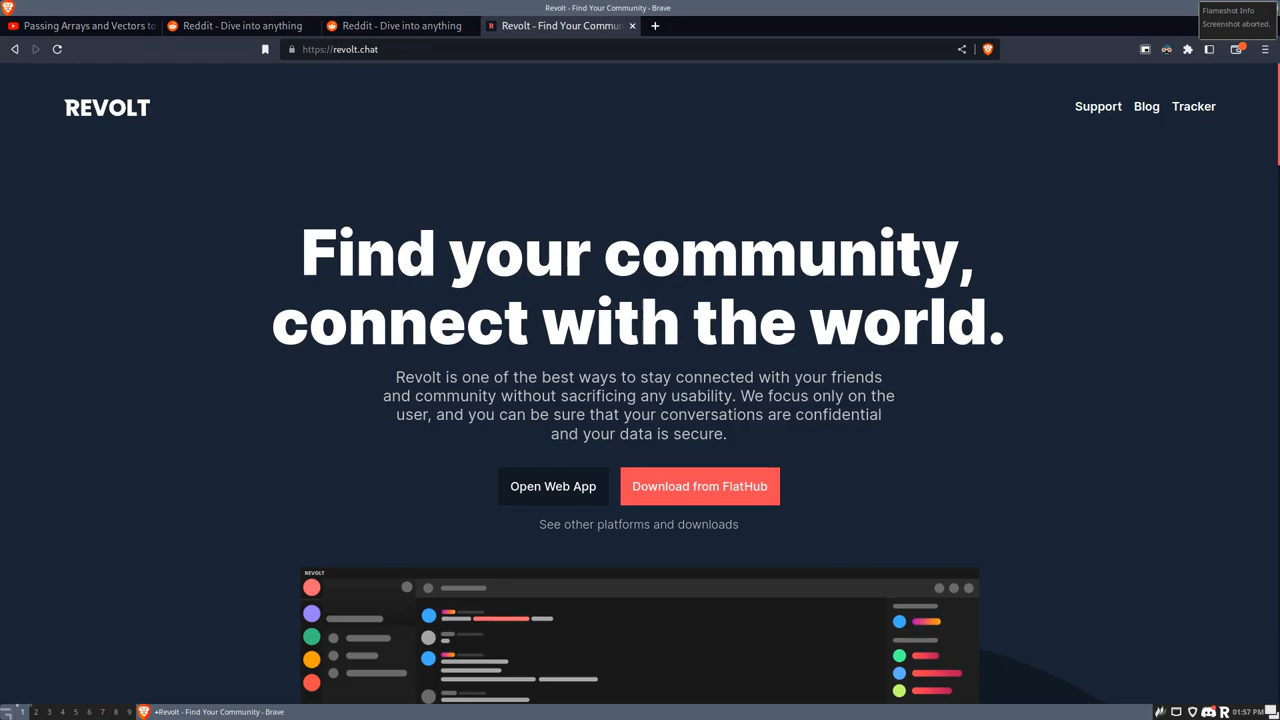 Revolt - Find Your Community - Brave
Flameshot Info
Screenshot aborted.
Passing Arrays and Vectors to
Reddit - Dive into anything
Reddit - Dive into anything
Revolt - Find Your Commun
https://revolt.chat
REVOLT
Support Blog Tracker
Find your community,
connect with the world.
Revolt is one of the best ways to stay connected with your friends
and community without sacrificing any usability. We focus only on the
user, and you can be sure that your conversations are confidential
and your data is secure.
Open Web App
Download from FlatHub
See other platforms and downloads
REVOLT
1 2 3 4 5 6 7 8 9
+Revolt - Find Your Community - Brave
01:57 PM